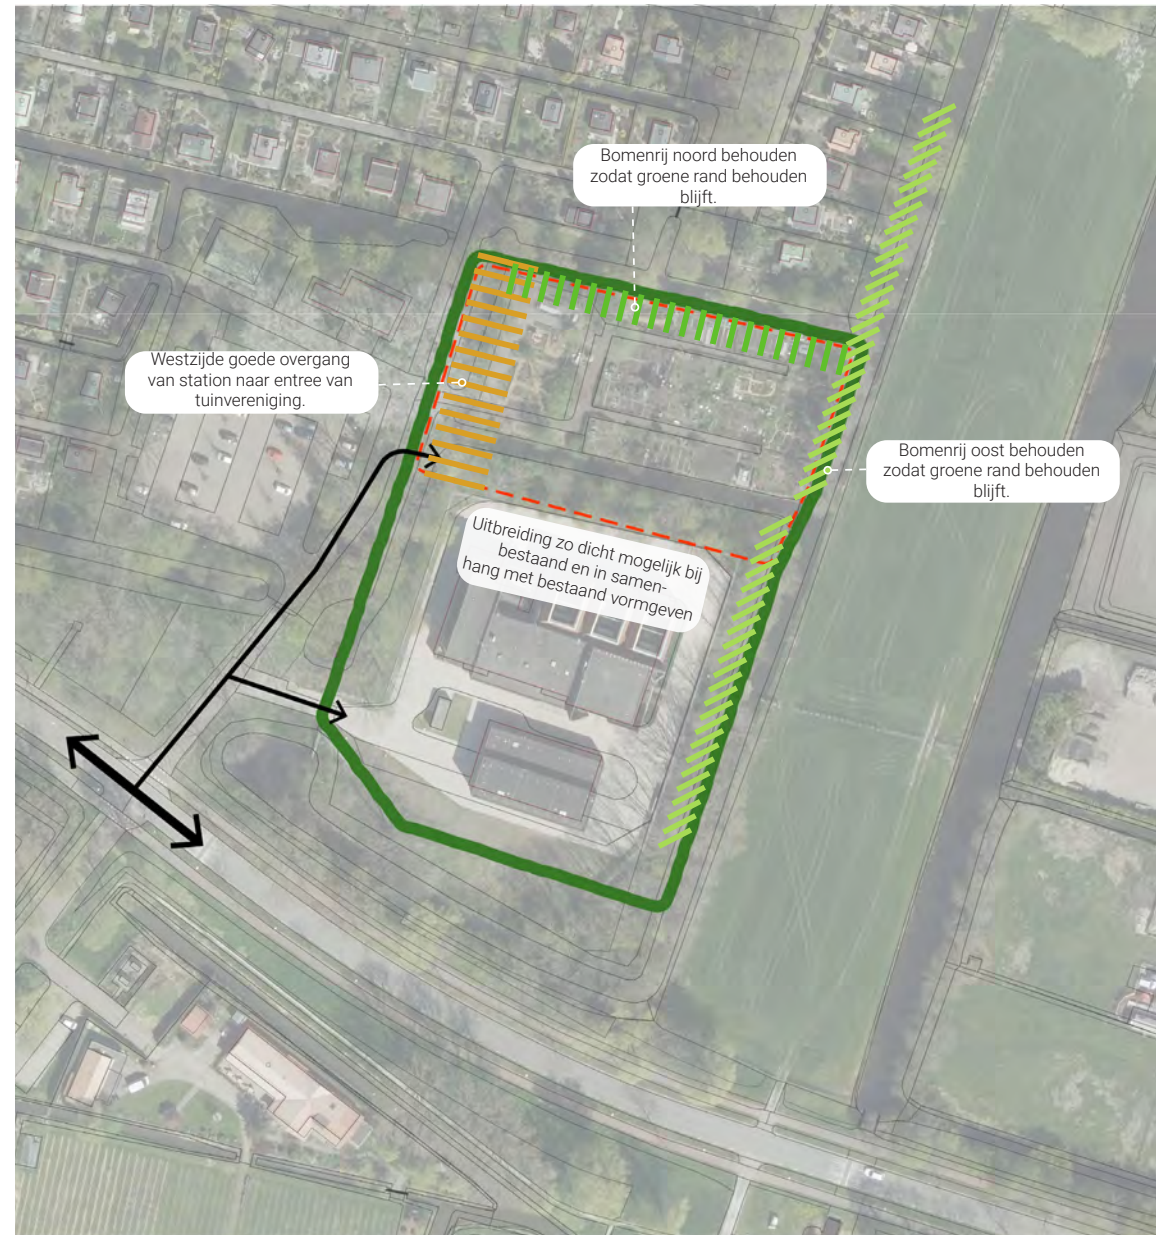 Bomenrij noord behouden
zodat groene rand behouden
blijft.
Westzijde goede overgang
van station naar entree van
tuinvereniging.
Bomenrij oost behouden
zodat groene rand behouden
blijft.
Uitbreiding zo dicht mogelijk bij
bestaand en in samen-
hang met bestaand vormgeven